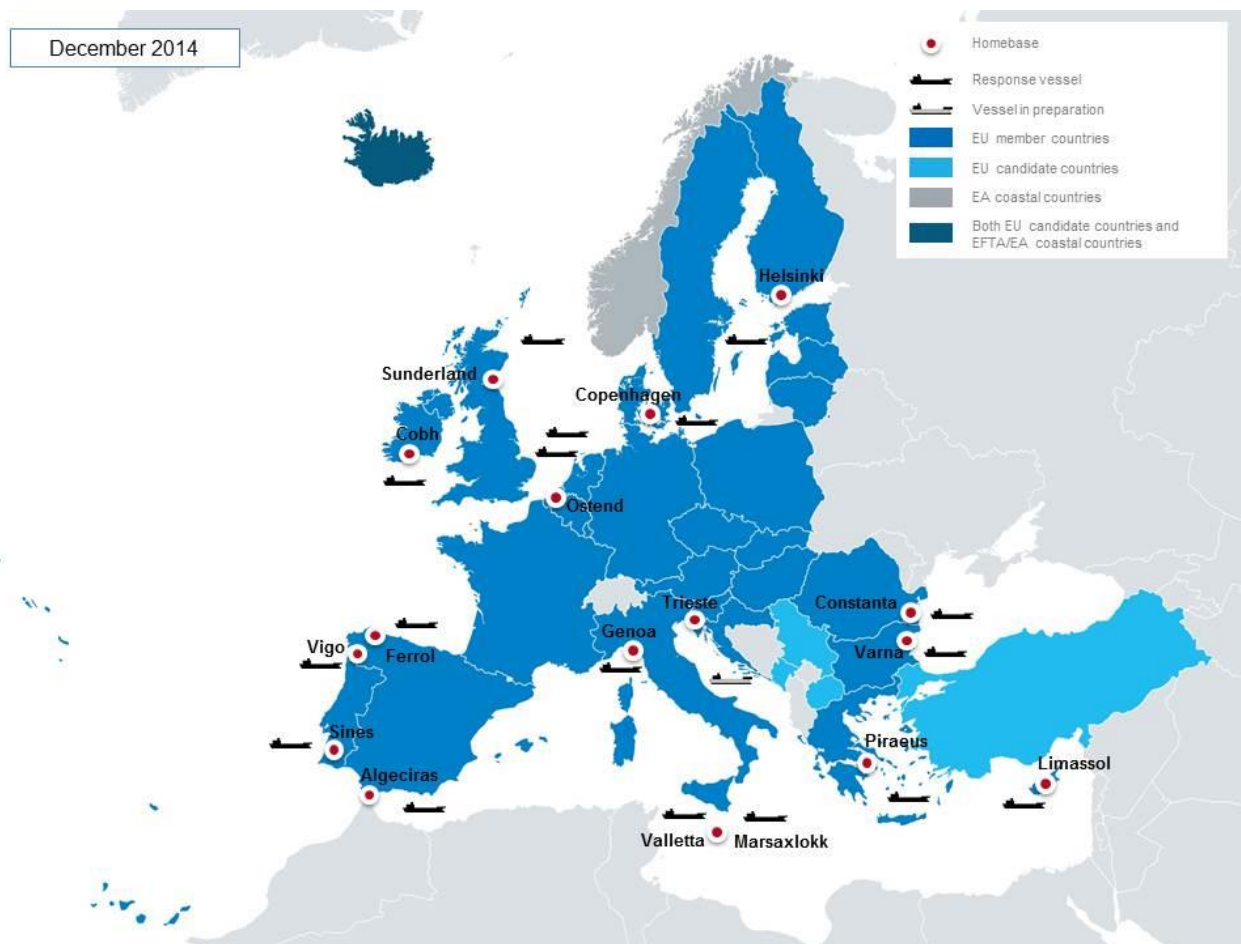 December 2014
Homebase
Response vessel
Vessel in preparation
EU member countries
EU candidate countries
EA coastal countries
Both EU candidate countries and
EFTA/EA coastal countries
Helsinki
Sunderland
Copenhagen
Cobh
Ostend
Trieste
Constanta
Genoa
Vigo
Ferrol
Varna
Sines
Piraeus
Algeciras
Limassol
Valletta
Marsaxlokk